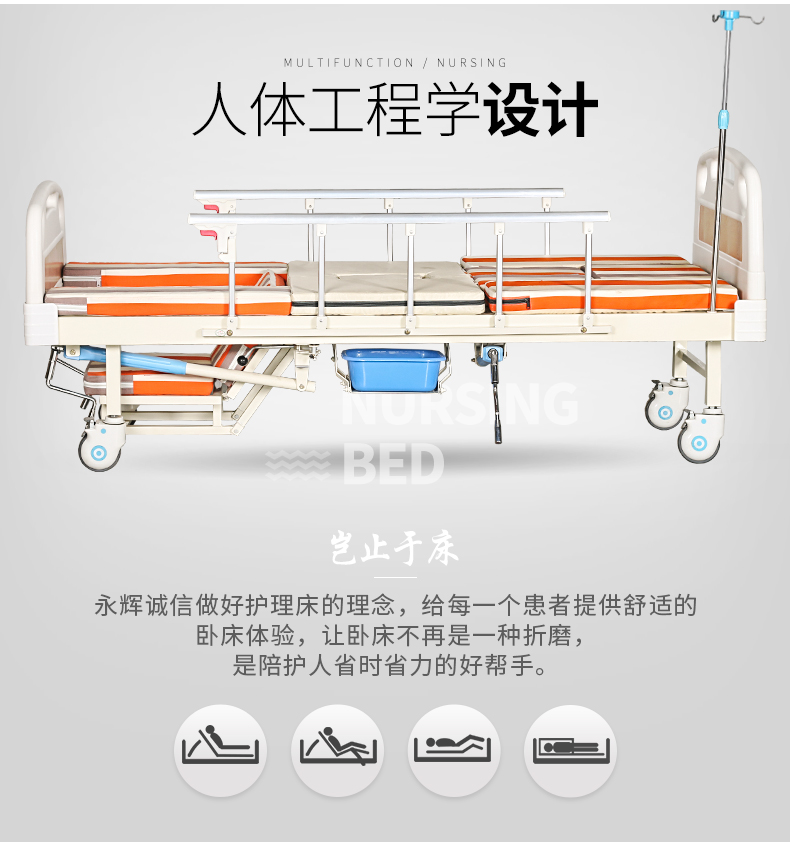 MULTIFUNCTION / NURSING
人体工程学设计
NURSING
BED
岂止于床
永辉诚信做好护理床的理念，给每一个患者提供舒适的
卧床体验，让卧床不再是一种折磨，
是陪护人省时省力的好帮手。